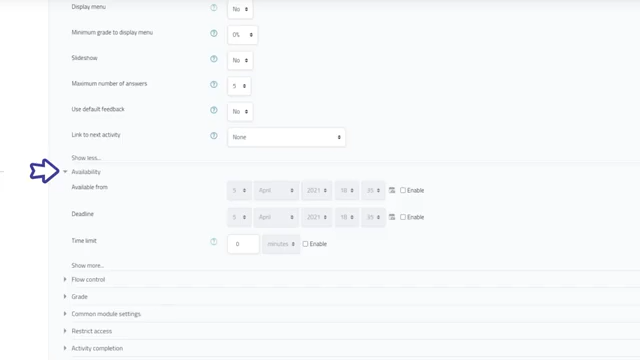 Display menu No
Minimum grade to display menu 0%
Slideshow No
Maximum number of answers 5
Use default feedback No
Link to next activity None
Show less...
Availability
Available from 5 April 2021 18 33 Enable
Deadline 5 April 2021 18 33 Enable
Time limit 0 minutes Enable
Show more...
Flow control
Grade
Common module settings
Restrict access
Activity completion